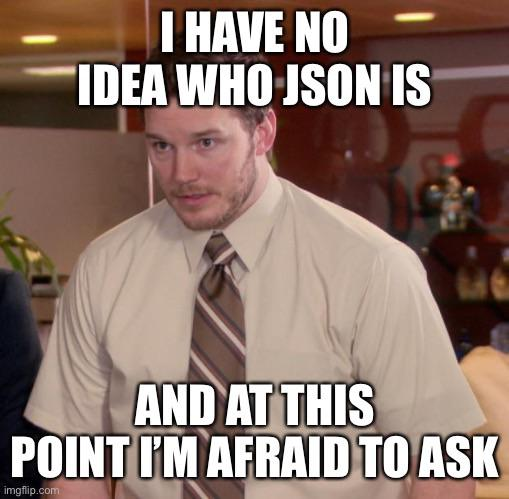 I HAVE NO
IDEA WHO JSON IS
AND AT THIS
POINT I’M AFRAID TO ASK
imgflip.com